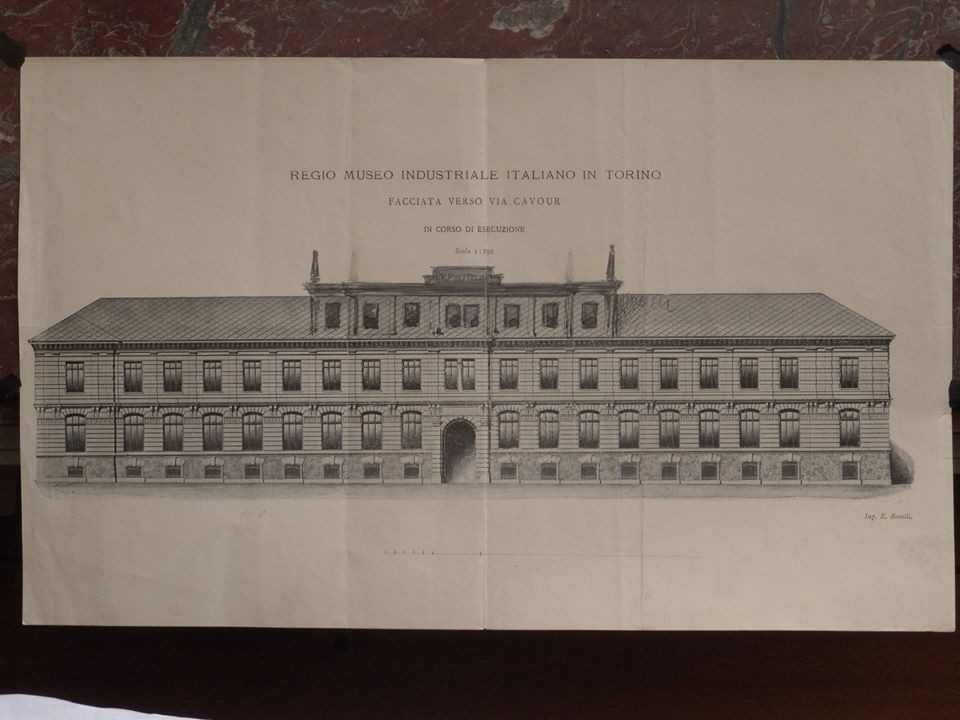 REGIO MUSEO INDUSTRIALE ITALIANO IN TORINO
FACCIATA VERSO VIA CAVOUR
IN CORSO DI ESECUZIONE
Scala 1:250
Ing. E. Bonelli.